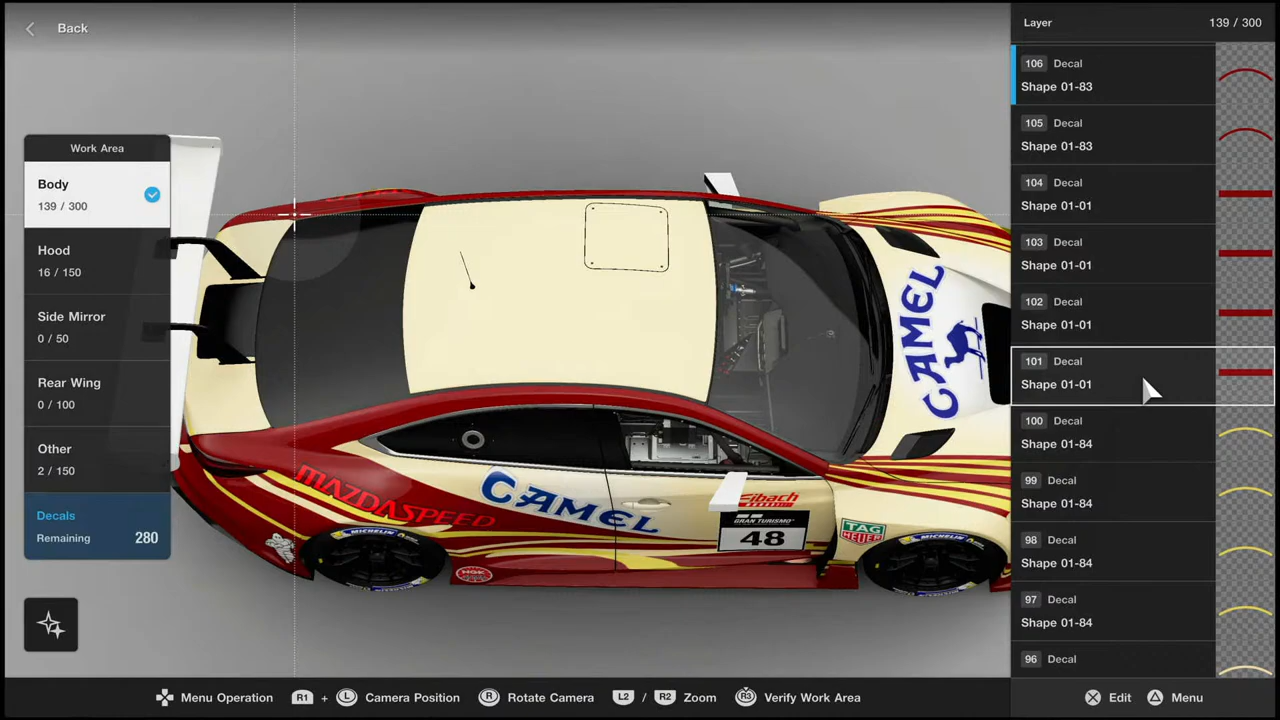 Back
Layer 139 / 300
106 Decal
Shape 01-83
105 Decal
Shape 01-83
104 Decal
Shape 01-01
103 Decal
Shape 01-01
102 Decal
Shape 01-01
101 Decal
Shape 01-01
100 Decal
Shape 01-84
99 Decal
Shape 01-84
98 Decal
Shape 01-84
97 Decal
Shape 01-84
96 Decal
Work Area
Body
139 / 300
Hood
16 / 150
Side Mirror
0 / 50
Rear Wing
0 / 100
Other
2 / 150
Decals
Remaining 280
CAMEL
MAZDASPEED
CAMEL
Eibach
GRAN TURISMO
48
TAG
HEUER
MICHELIN
MICHELIN
NGK
Menu Operation
R1 + L Camera Position
R Rotate Camera
L2 / R2 Zoom
R3 Verify Work Area
Edit
Menu